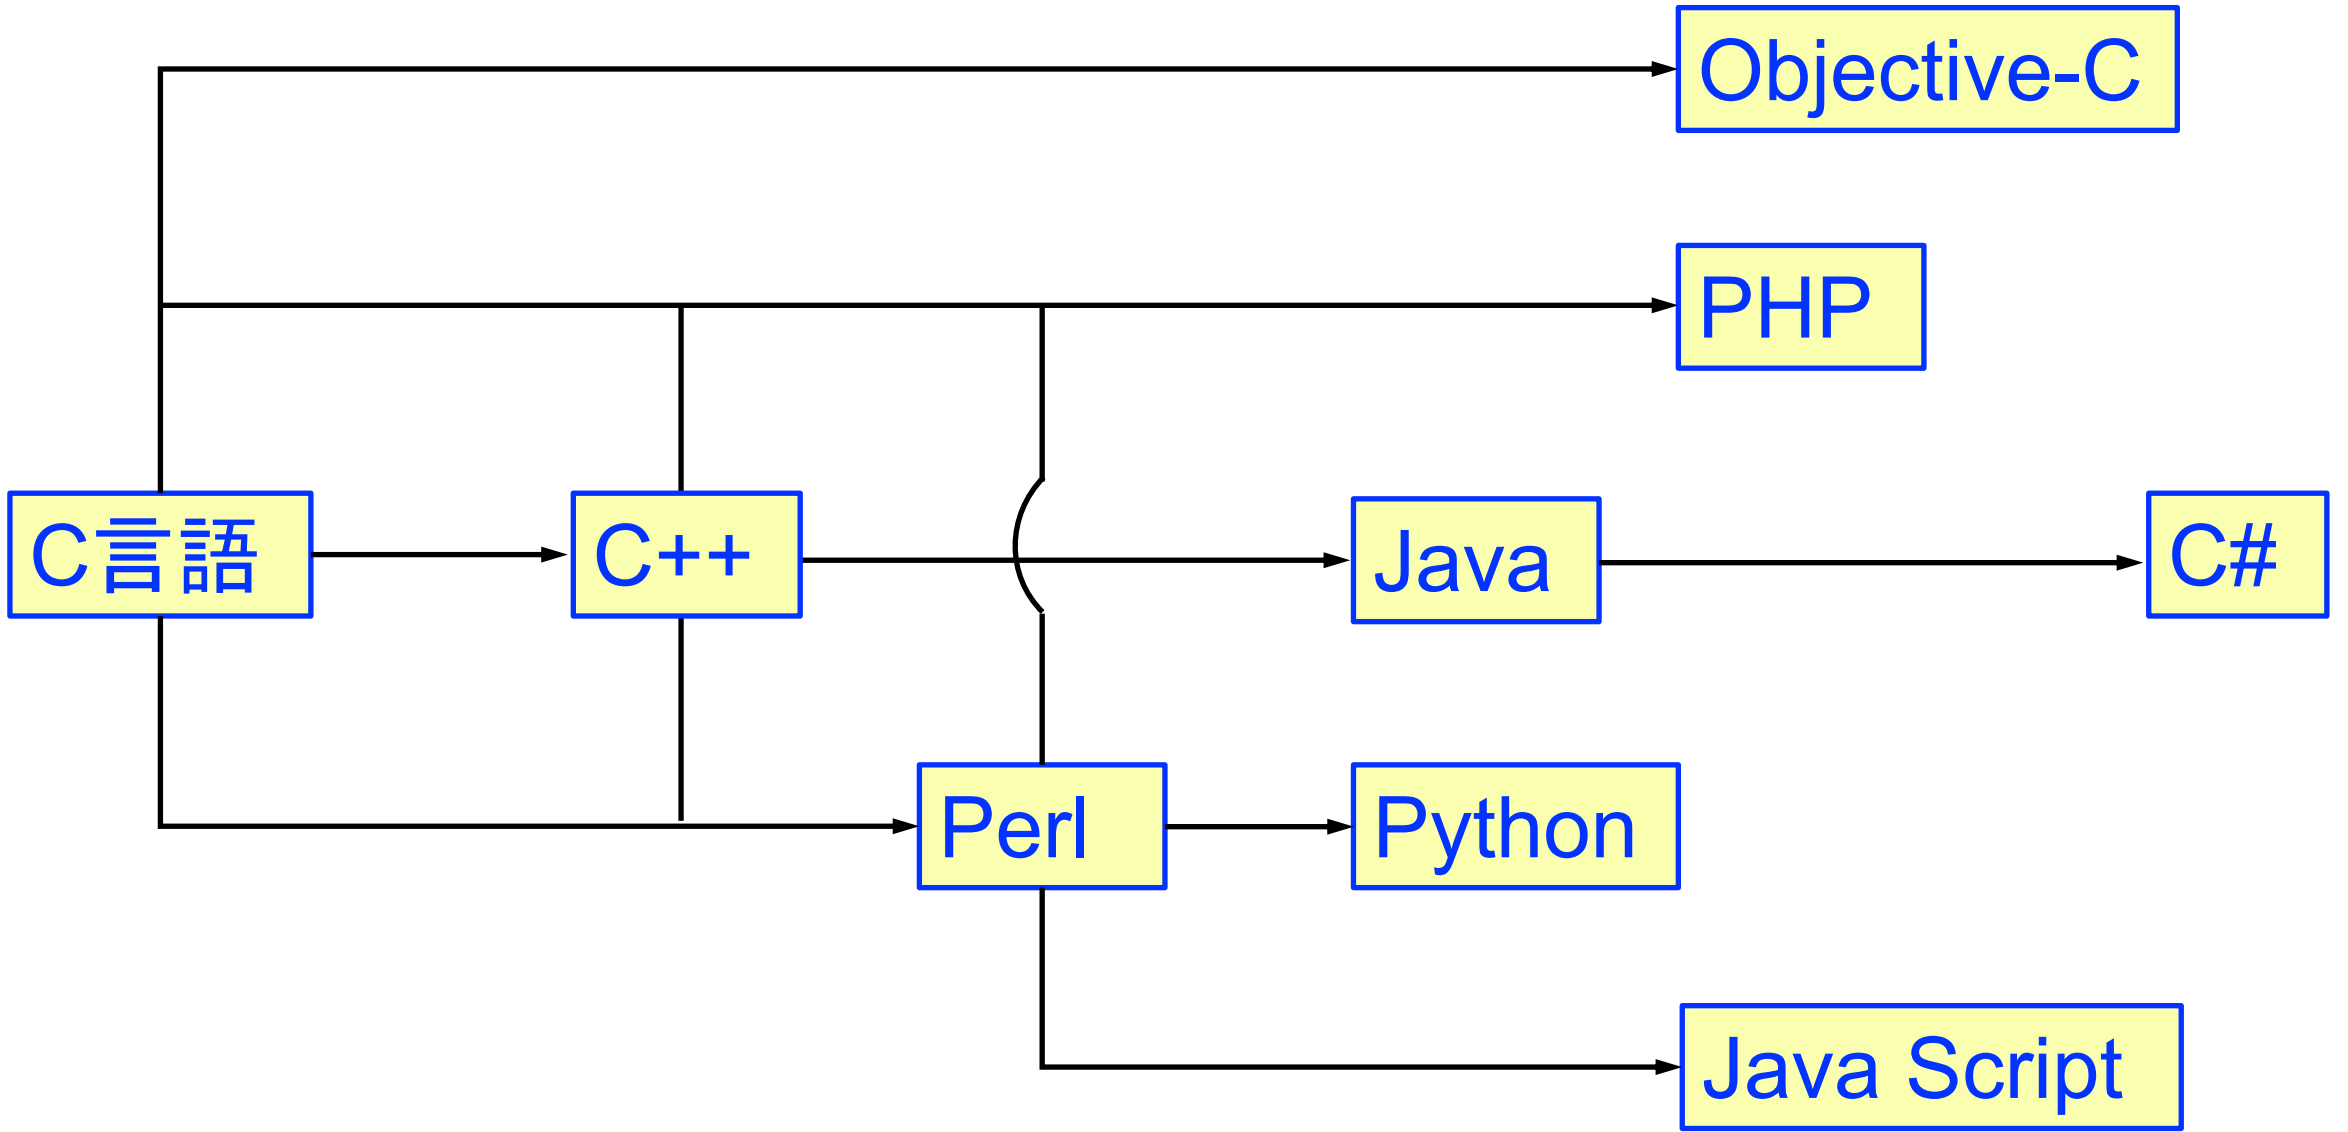 Objective-C
PHP
C言語
C++
Java
C#
Perl
Python
Java Script